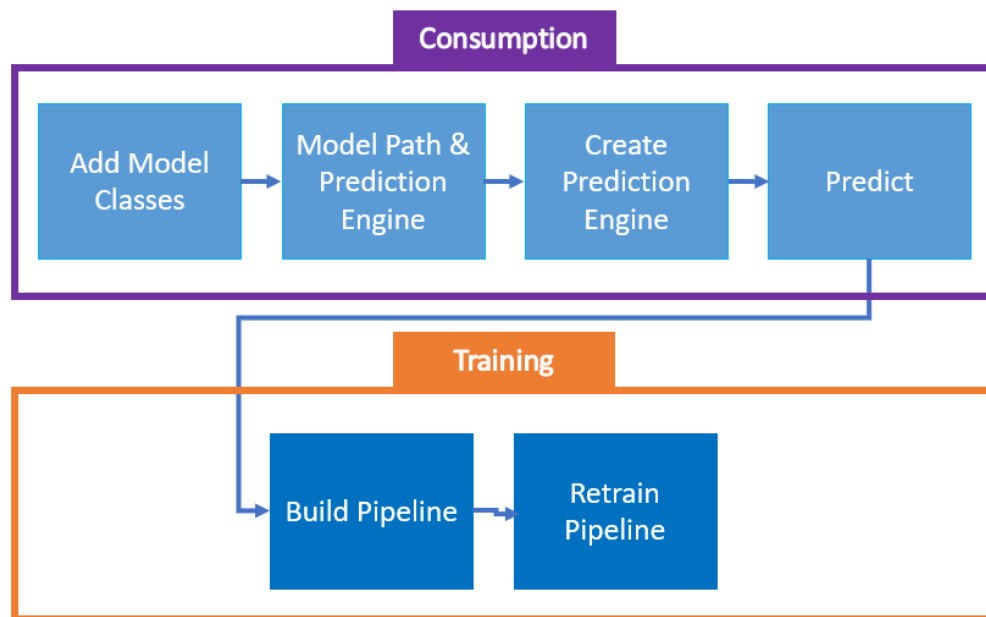 Consumption
Add Model
Classes
Model Path &
Prediction
Engine
Create
Prediction
Engine
Predict
Training
Build Pipeline
Retrain
Pipeline